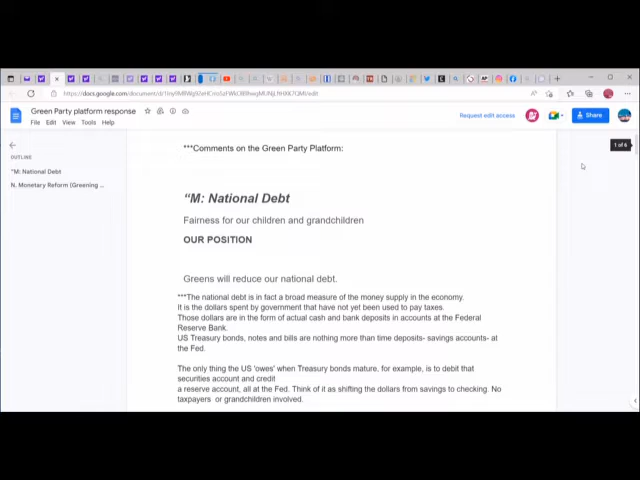 Green Party platform response
File Edit View Tools Help
Request edit access
Share
1 of 6
OUTLINE
"M: National Debt
N. Monetary Reform (Greening ...
***Comments on the Green Party Platform:
"M: National Debt
Fairness for our children and grandchildren
OUR POSITION
Greens will reduce our national debt.
***The national debt is in fact a broad measure of the money supply in the economy.
It is the dollars spent by government that have not yet been used to pay taxes.
Those dollars are in the form of actual cash and bank deposits in accounts at the Federal
Reserve Bank.
US Treasury bonds, notes and bills are nothing more than time deposits- savings accounts- at
the Fed.
The only thing the US 'owes' when Treasury bonds mature, for example, is to debit that
securities account and credit
a reserve account, all at the Fed. Think of it as shifting the dollars from savings to checking. No
taxpayers or grandchildren involved.